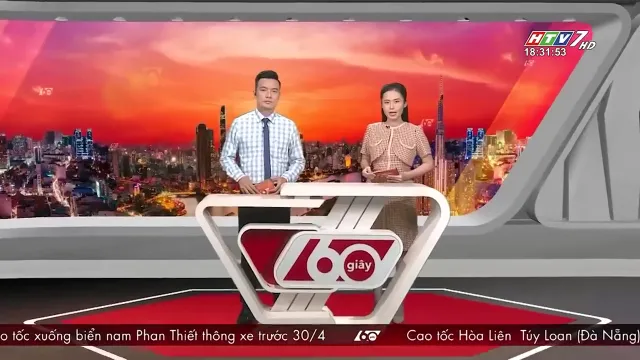 HTV7 HD
18:31:53
60 giây
o tốc xuống biển nam Phan Thiết thông xe trước 30/4 60 Cao tốc Hòa Liên Túy Loan (Đà Nẵng)